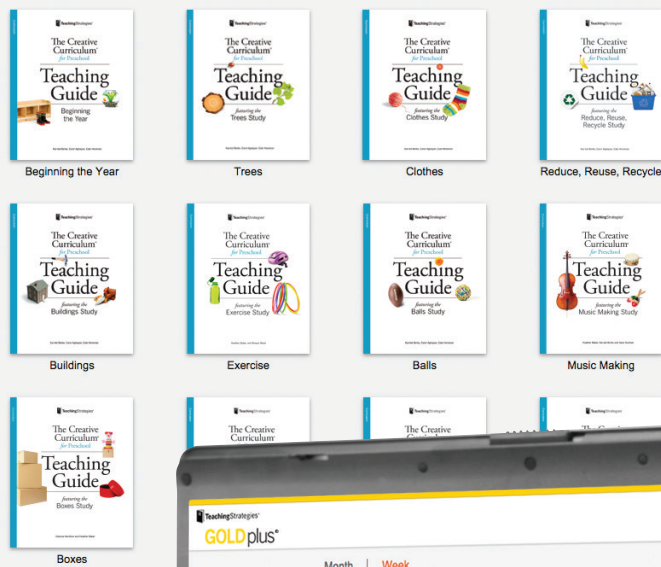 TeachingStrategies®
The Creative
Curriculum®
for Preschool
Teaching
Guide
Beginning
the Year
Beginning the Year
TeachingStrategies®
The Creative
Curriculum®
for Preschool
Teaching
Guide
featuring the
Trees Study
Trees
TeachingStrategies®
The Creative
Curriculum®
for Preschool
Teaching
Guide
featuring the
Clothes Study
Clothes
TeachingStrategies®
The Creative
Curriculum®
for Preschool
Teaching
Guide
featuring the
Reduce, Reuse,
Recycle Study
Reduce, Reuse, Recycle
TeachingStrategies®
The Creative
Curriculum®
for Preschool
Teaching
Guide
featuring the
Buildings Study
Buildings
TeachingStrategies®
The Creative
Curriculum®
for Preschool
Teaching
Guide
featuring the
Exercise Study
Exercise
TeachingStrategies®
The Creative
Curriculum®
for Preschool
Teaching
Guide
featuring the
Balls Study
Balls
TeachingStrategies®
The Creative
Curriculum®
for Preschool
Teaching
Guide
featuring the
Music Making Study
Music Making
TeachingStrategies®
The Creative
Curriculum®
for Preschool
Teaching
Guide
featuring the
Boxes Study
Boxes
TeachingStrategies®
The Creative
Curriculum®
TeachingStrategies®
The Creative
TeachingStrategies®
TeachingStrategies®
GOLDplus®
Month | Week